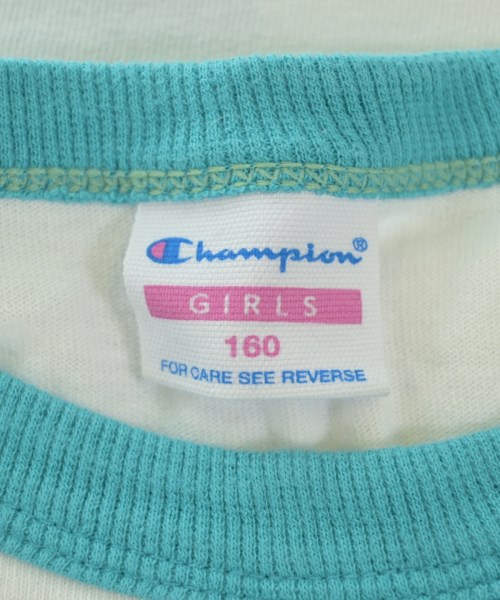 Champion®
GIRLS
160
FOR CARE SEE REVERSE